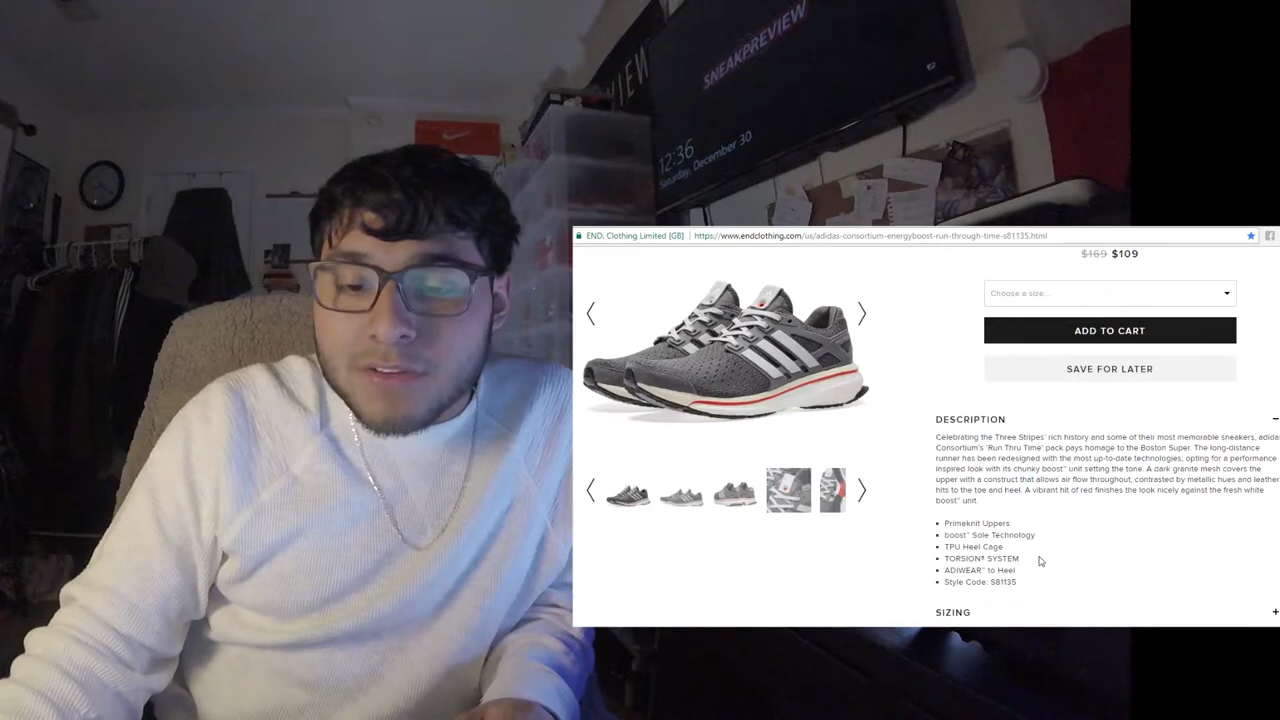 SNEAKPREVIEW
VIEW
12:36
Saturday, December 30
END. Clothing Limited [GB]
https://www.endclothing.com/us/adidas-consortium-energyboost-run-through-time-s81135.html
$169 $109
Choose a size...
ADD TO CART
SAVE FOR LATER
DESCRIPTION
Celebrating the Three Stripes' rich history and some of their most memorable sneakers, adidas
Consortium's 'Run Thru Time' pack pays homage to the Boston Super. The long-distance
runner has been redesigned with the most up-to-date technologies; opting for a performance
inspired look with its chunky boost™ unit setting the tone. A dark granite mesh covers the
upper with a construct that allows air flow throughout, contrasted by metallic hues and leather
hits to the toe and heel. A vibrant hit of red finishes the look nicely against the fresh white
boost™ unit.
Primeknit Uppers
boost™ Sole Technology
TPU Heel Cage
TORSION® SYSTEM
ADIWEAR™ to Heel
Style Code: S81135
SIZING